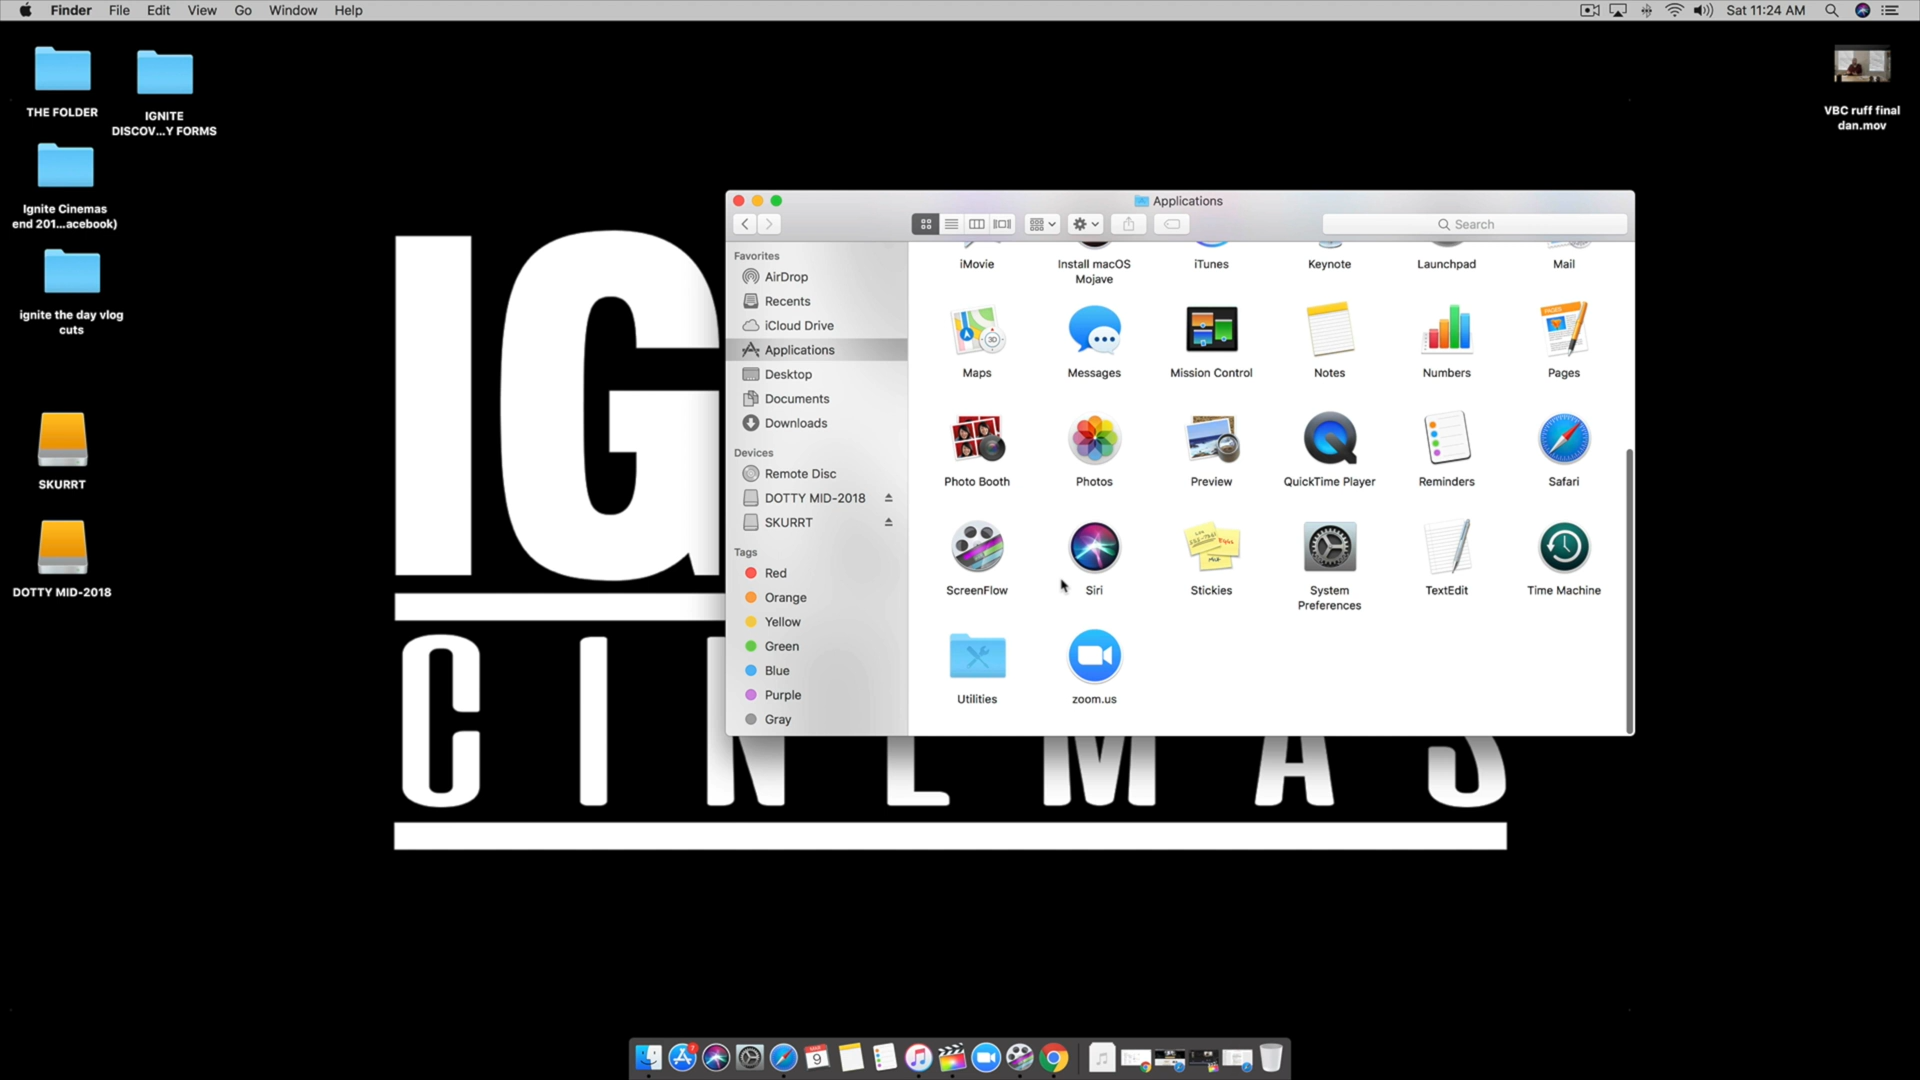 Finder File Edit View Go Window Help
Sat 11:24 AM
THE FOLDER
IGNITE
DISCOV...Y FORMS
Ignite Cinemas
end 201...acebook)
ignite the day vlog
cuts
SKURRT
DOTTY MID-2018
VBC ruff final
dan.mov
IG
CINEMAS
Applications
Search
Favorites
AirDrop
Recents
iCloud Drive
Applications
Desktop
Documents
Downloads
Devices
Remote Disc
DOTTY MID-2018
SKURRT
Tags
Red
Orange
Yellow
Green
Blue
Purple
Gray
iMovie
Install macOS
Mojave
iTunes
Keynote
Launchpad
Mail
Maps
Messages
Mission Control
Notes
Numbers
Pages
Photo Booth
Photos
Preview
QuickTime Player
Reminders
Safari
ScreenFlow
Siri
Stickies
System
Preferences
TextEdit
Time Machine
Utilities
zoom.us
3D
PAGES
9